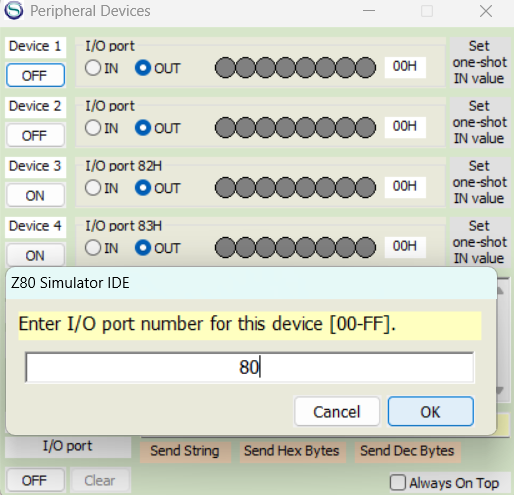 Peripheral Devices
Device 1
I/O port
Set
one-shot
IN value
OFF
IN
OUT
00H
Device 2
I/O port
Set
one-shot
IN value
OFF
IN
OUT
00H
Device 3
I/O port 82H
Set
one-shot
IN value
ON
IN
OUT
00H
Device 4
I/O port 83H
Set
one-shot
IN value
ON
IN
OUT
00H
Z80 Simulator IDE
Enter I/O port number for this device [00-FF].
80
Cancel
OK
I/O port
Send String
Send Hex Bytes
Send Dec Bytes
OFF
Clear
Always On Top